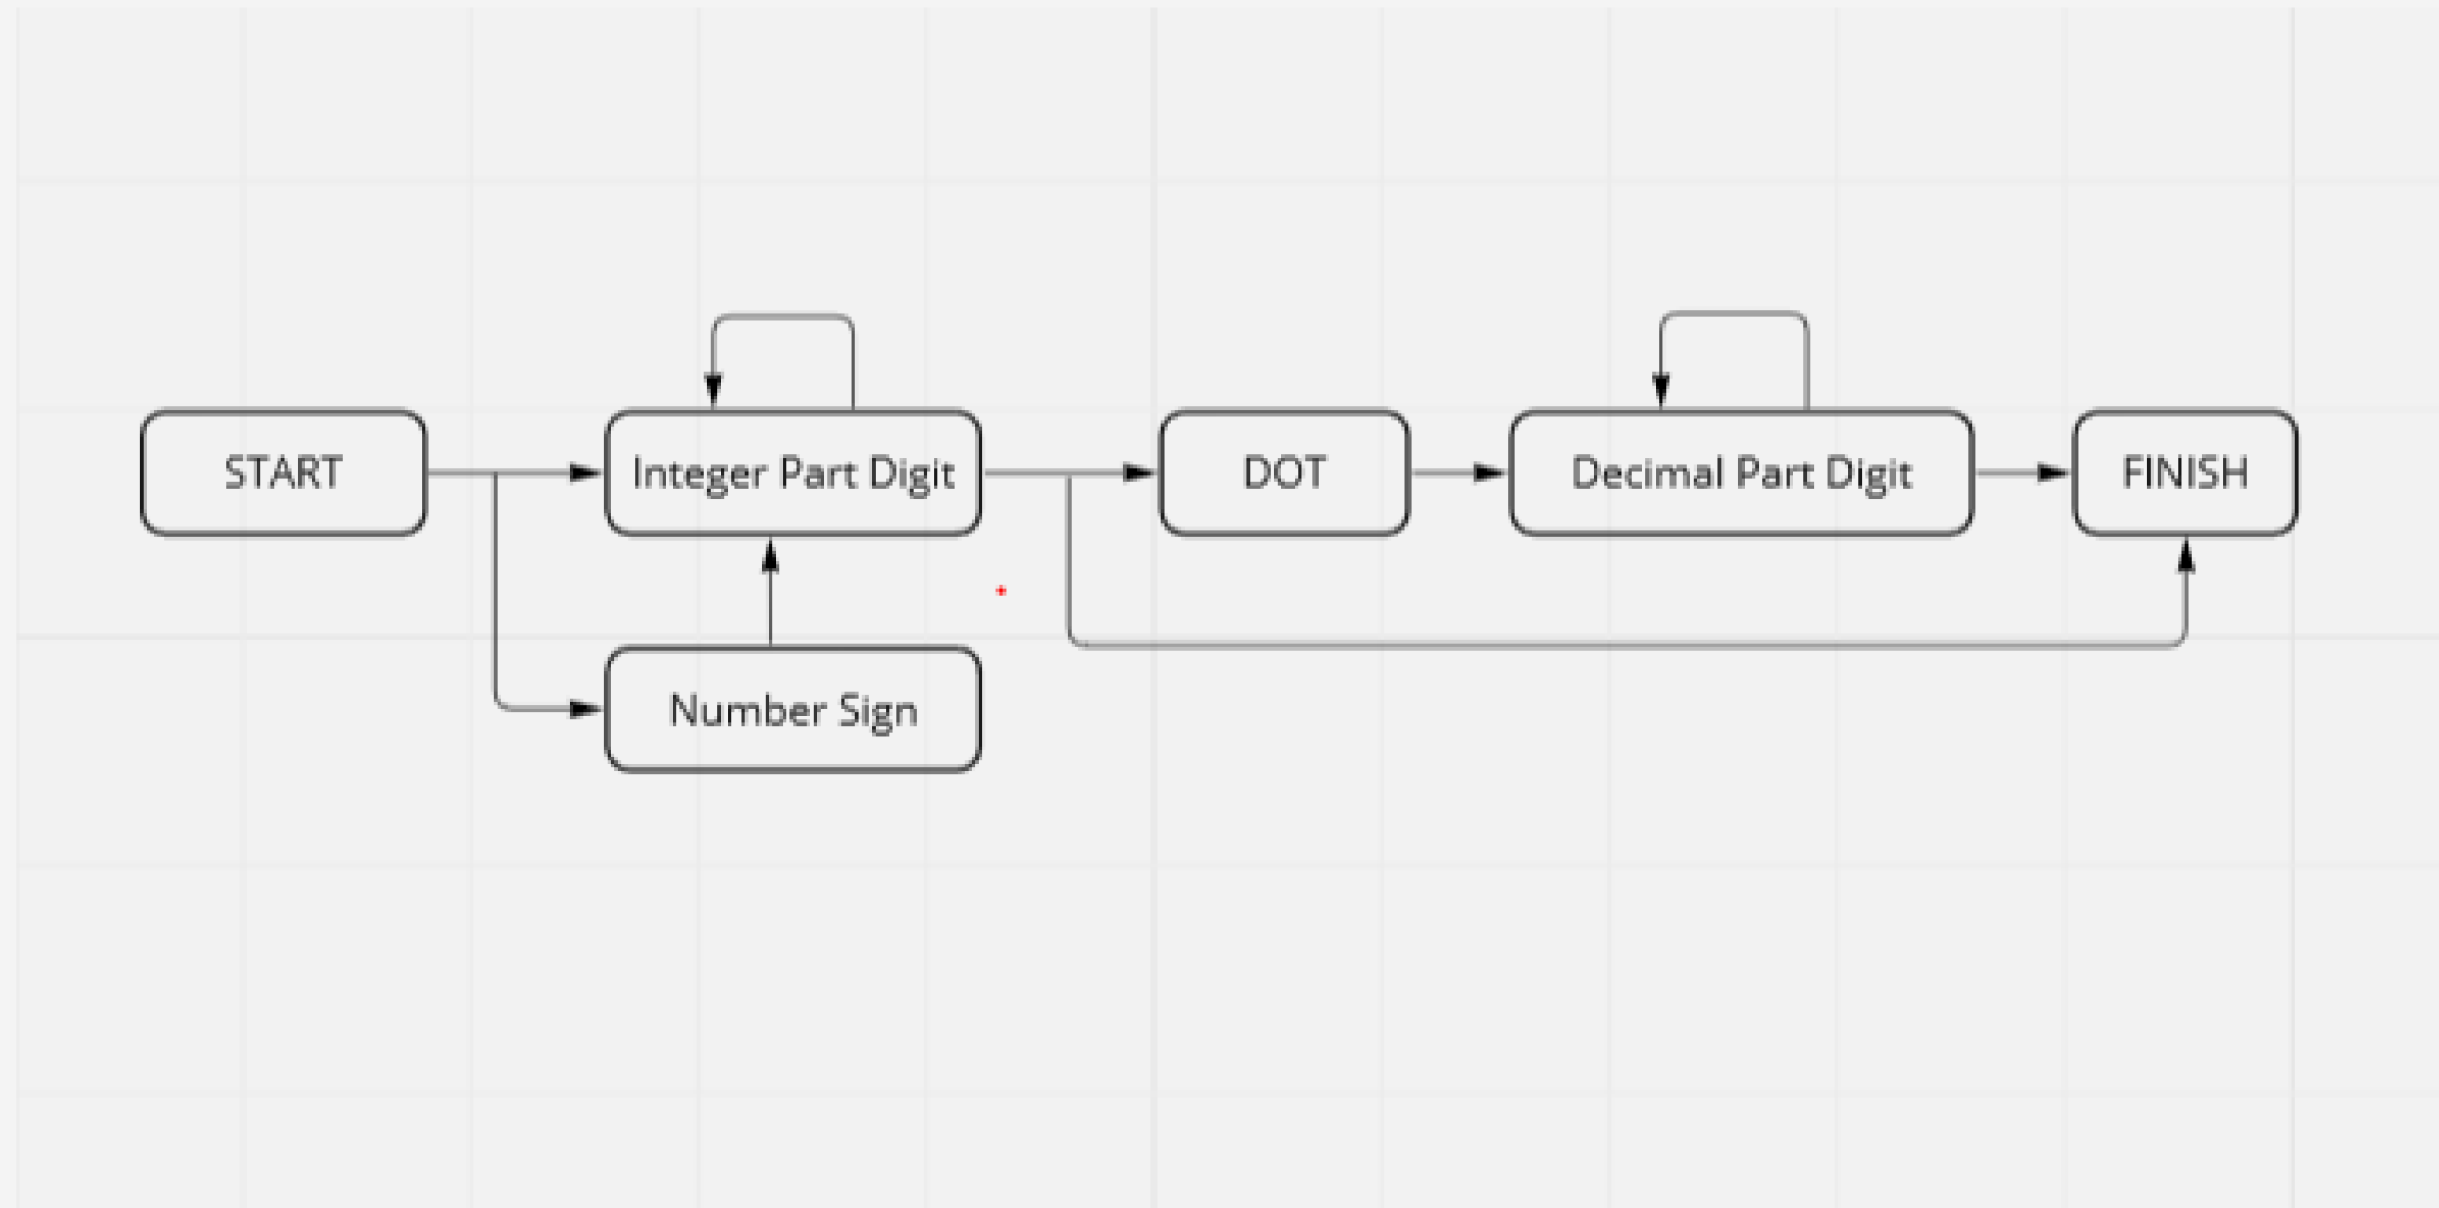 START
Integer Part Digit
DOT
Decimal Part Digit
FINISH
Number Sign